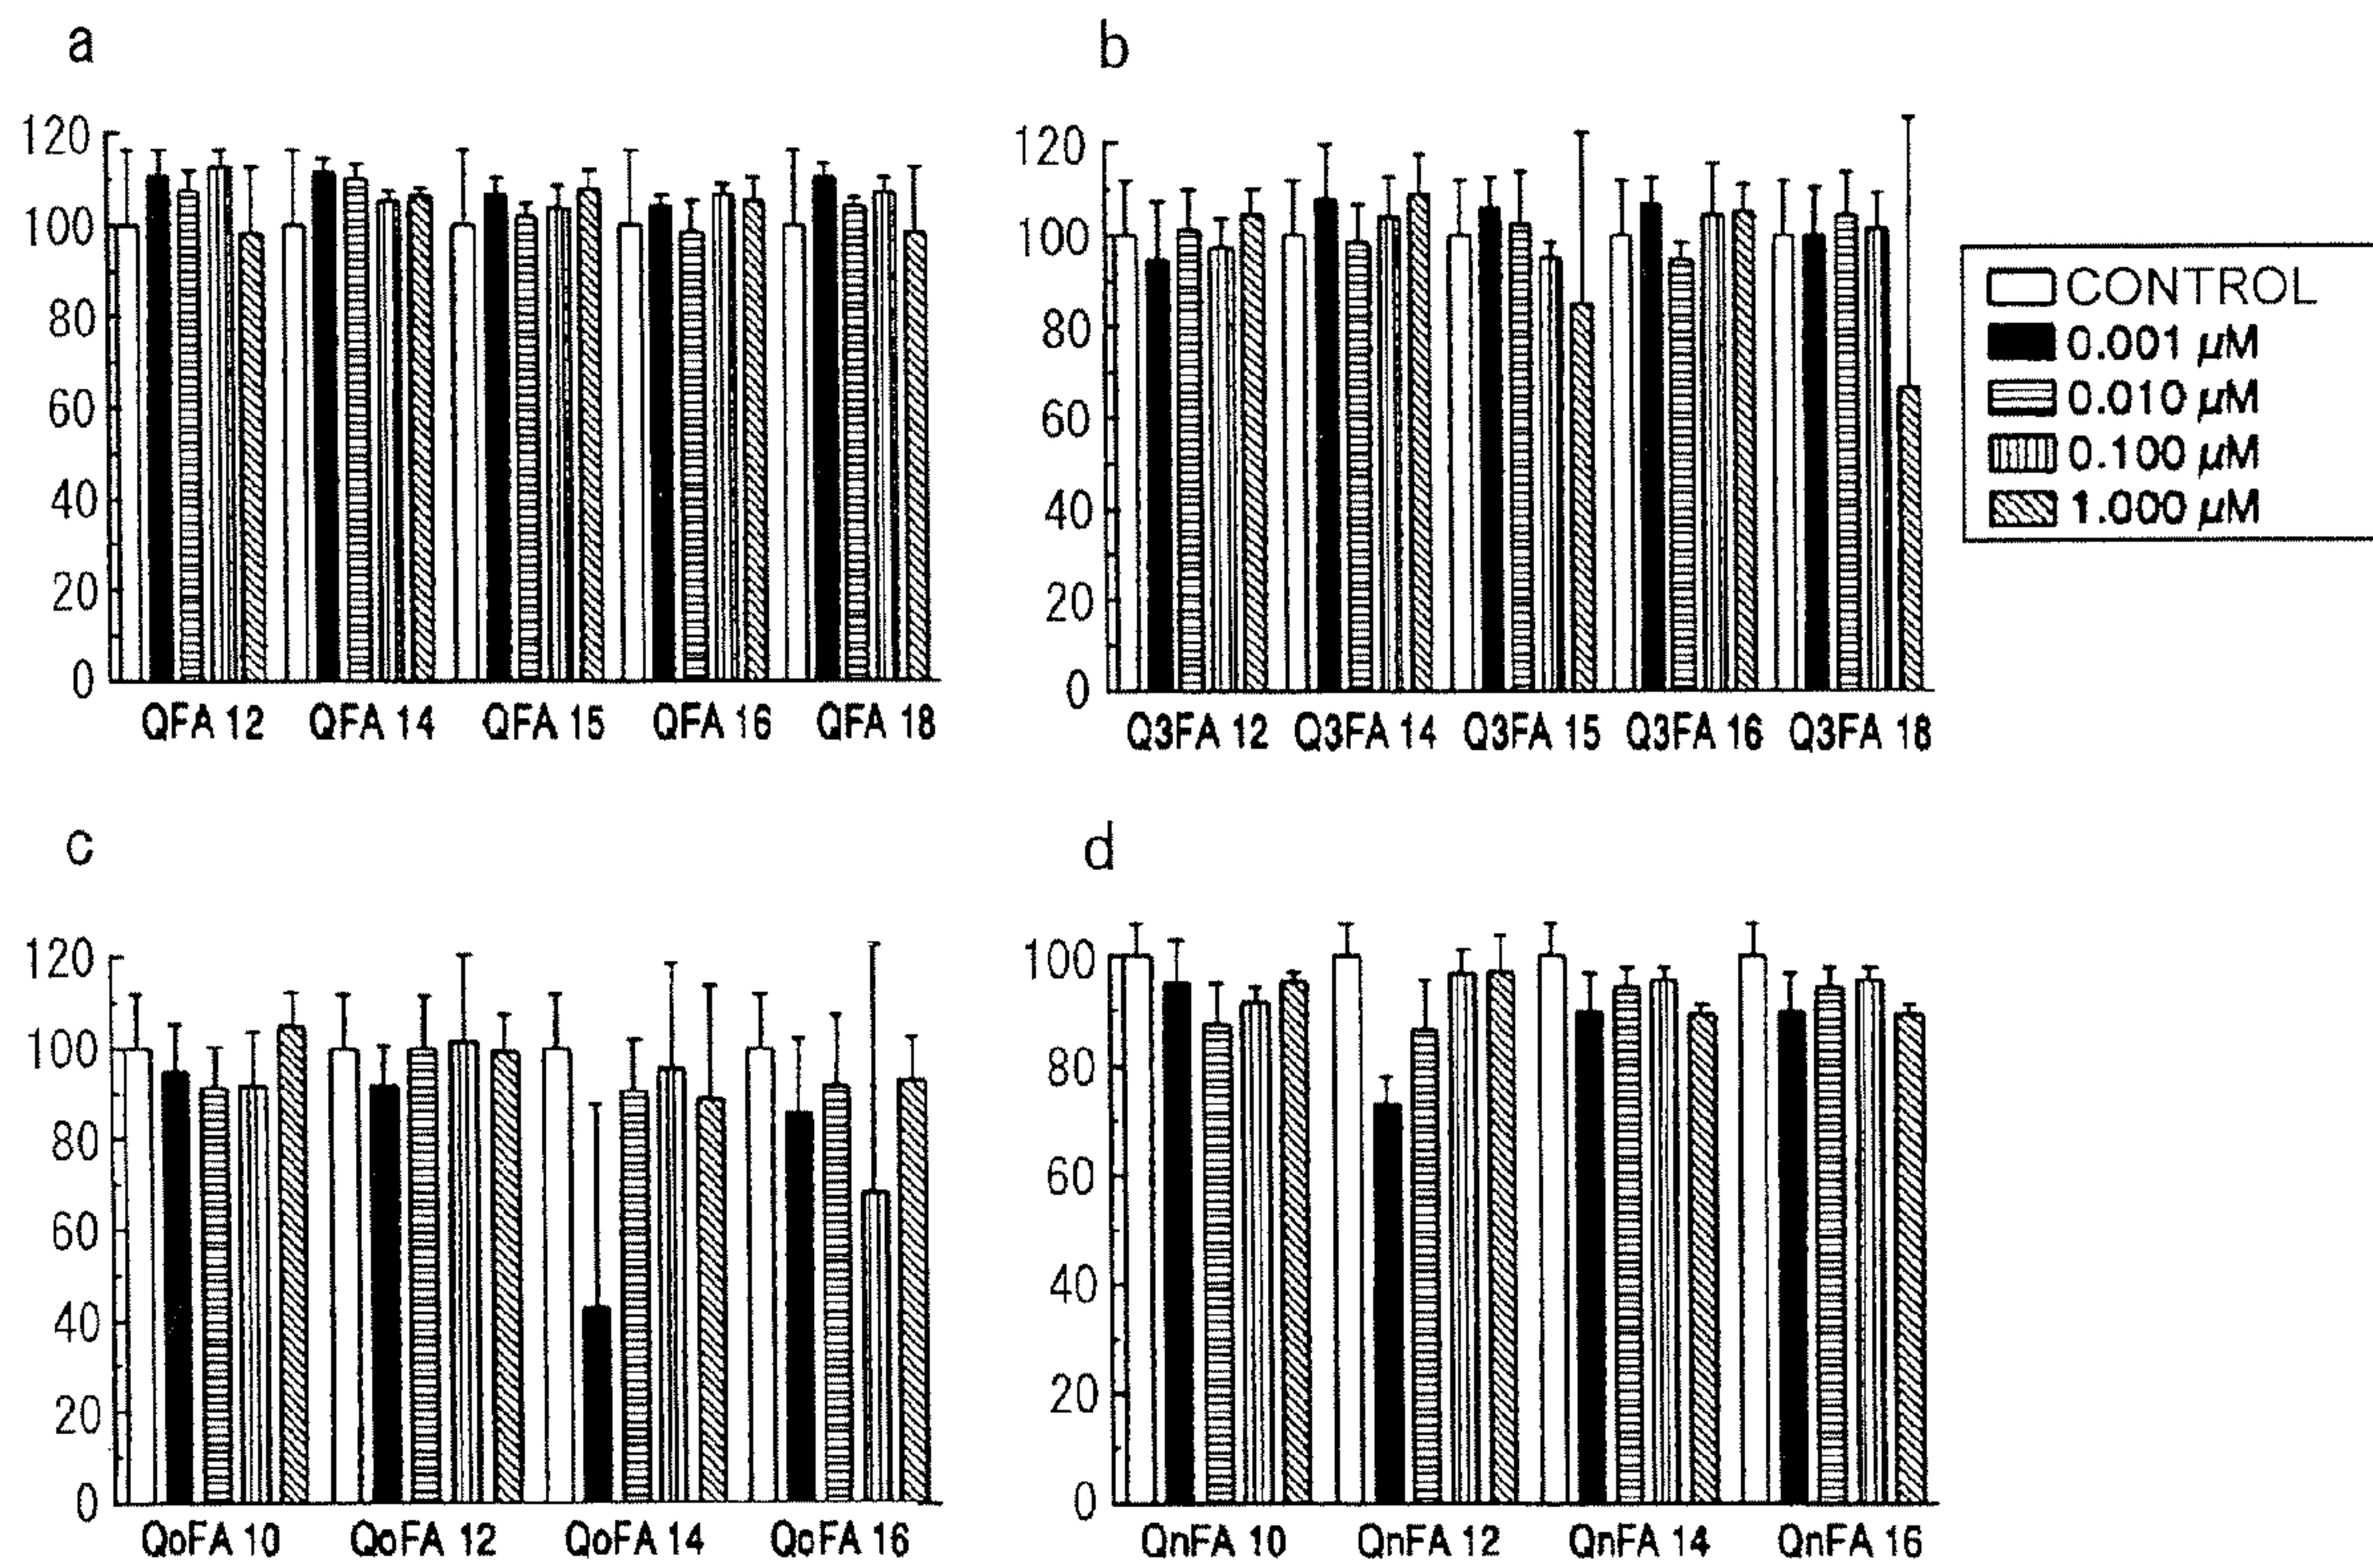 a
120
100
80
60
40
20
0
QFA 12 QFA 14 QFA 15 QFA 16 QFA 18
b
120
100
80
60
40
20
0
Q3FA 12 Q3FA 14 Q3FA 15 Q3FA 16 Q3FA 18
CONTROL
0.001 μM
0.010 μM
0.100 μM
1.000 μM
c
120
100
80
60
40
20
0
QoFA 10 QoFA 12 QoFA 14 QoFA 16
d
100
80
60
40
20
0
QnFA 10 QnFA 12 QnFA 14 QnFA 16